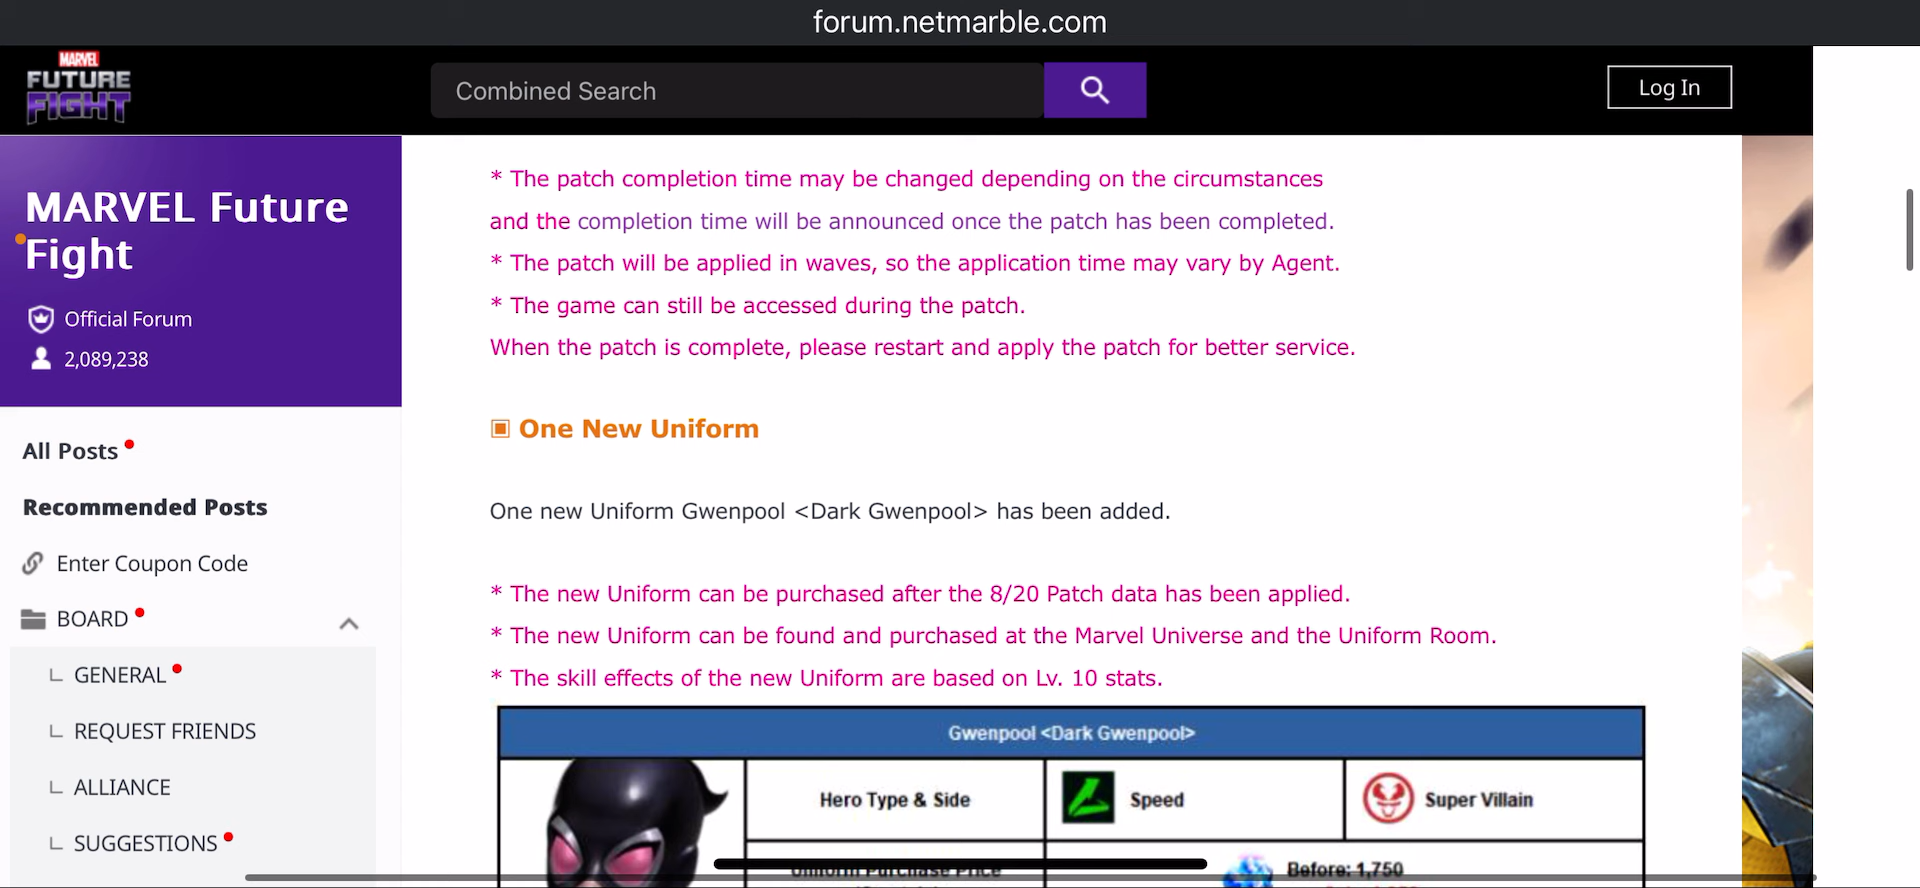 forum.netmarble.com
MARVEL
FUTURE
FIGHT
Combined Search
Log In
MARVEL Future
Fight
Official Forum
2,089,238
All Posts
Recommended Posts
Enter Coupon Code
BOARD
GENERAL
REQUEST FRIENDS
ALLIANCE
SUGGESTIONS
* The patch completion time may be changed depending on the circumstances
and the completion time will be announced once the patch has been completed.
* The patch will be applied in waves, so the application time may vary by Agent.
* The game can still be accessed during the patch.
When the patch is complete, please restart and apply the patch for better service.
▣ One New Uniform
One new Uniform Gwenpool <Dark Gwenpool> has been added.
* The new Uniform can be purchased after the 8/20 Patch data has been applied.
* The new Uniform can be found and purchased at the Marvel Universe and the Uniform Room.
* The skill effects of the new Uniform are based on Lv. 10 stats.
Gwenpool <Dark Gwenpool>
Hero Type & Side
Speed
Super Villain
Uniform Purchase Price
Before: 1,750